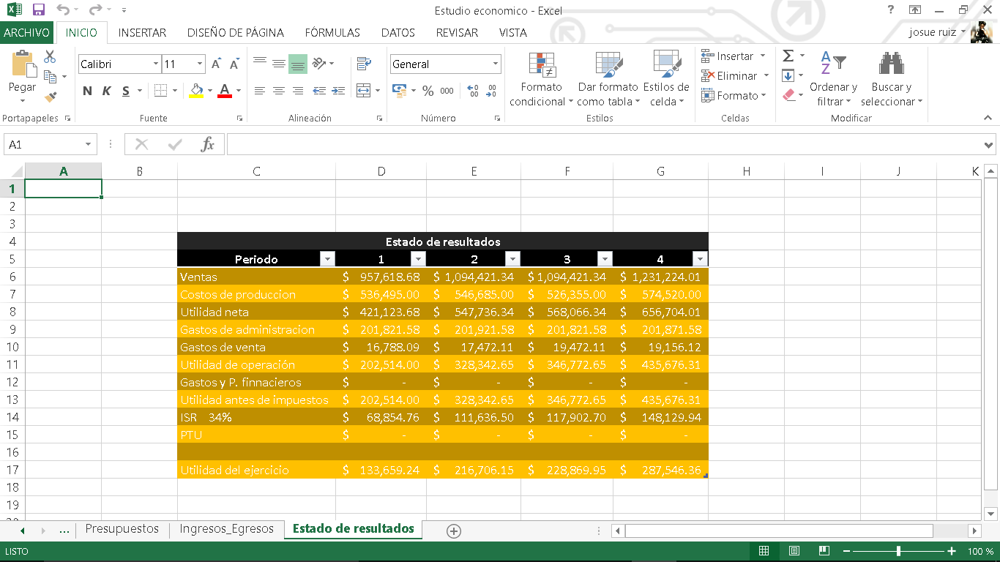 Estudio economico - Excel
?
ARCHIVO INICIO INSERTAR DISEÑO DE PÁGINA FÓRMULAS DATOS REVISAR VISTA josue ruiz
Pegar
Portapapeles
Calibri 11
N K S A
Fuente
Alineación
General
% 000
Número
Formato condicional
Dar formato como tabla
Estilos de celda
Estilos
Insertar
Eliminar
Formato
Celdas
Ordenar y filtrar
Buscar y seleccionar
Modificar
A1 fx
A B C D E F G H I J K
1
2
3
4 Estado de resultados
5 Periodo 1 2 3 4
6 Ventas $ 957,618.68 $ 1,094,421.34 $ 1,094,421.34 $ 1,231,224.01
7 Costos de produccion $ 536,495.00 $ 546,685.00 $ 526,355.00 $ 574,520.00
8 Utilidad neta $ 421,123.68 $ 547,736.34 $ 568,066.34 $ 656,704.01
9 Gastos de administracion $ 201,821.58 $ 201,921.58 $ 201,821.58 $ 201,871.58
10 Gastos de venta $ 16,788.09 $ 17,472.11 $ 19,472.11 $ 19,156.12
11 Utilidad de operación $ 202,514.00 $ 328,342.65 $ 346,772.65 $ 435,676.31
12 Gastos y P. finnacieros $ - $ - $ - $ -
13 Utilidad antes de impuestos $ 202,514.00 $ 328,342.65 $ 346,772.65 $ 435,676.31
14 ISR 34% $ 68,854.76 $ 111,636.50 $ 117,902.70 $ 148,129.94
15 PTU $ - $ - $ - $ -
16
17 Utilidad del ejercicio $ 133,659.24 $ 216,706.15 $ 228,869.95 $ 287,546.36
18
19
... Presupuestos Ingresos_Egresos Estado de resultados
LISTO 100 %